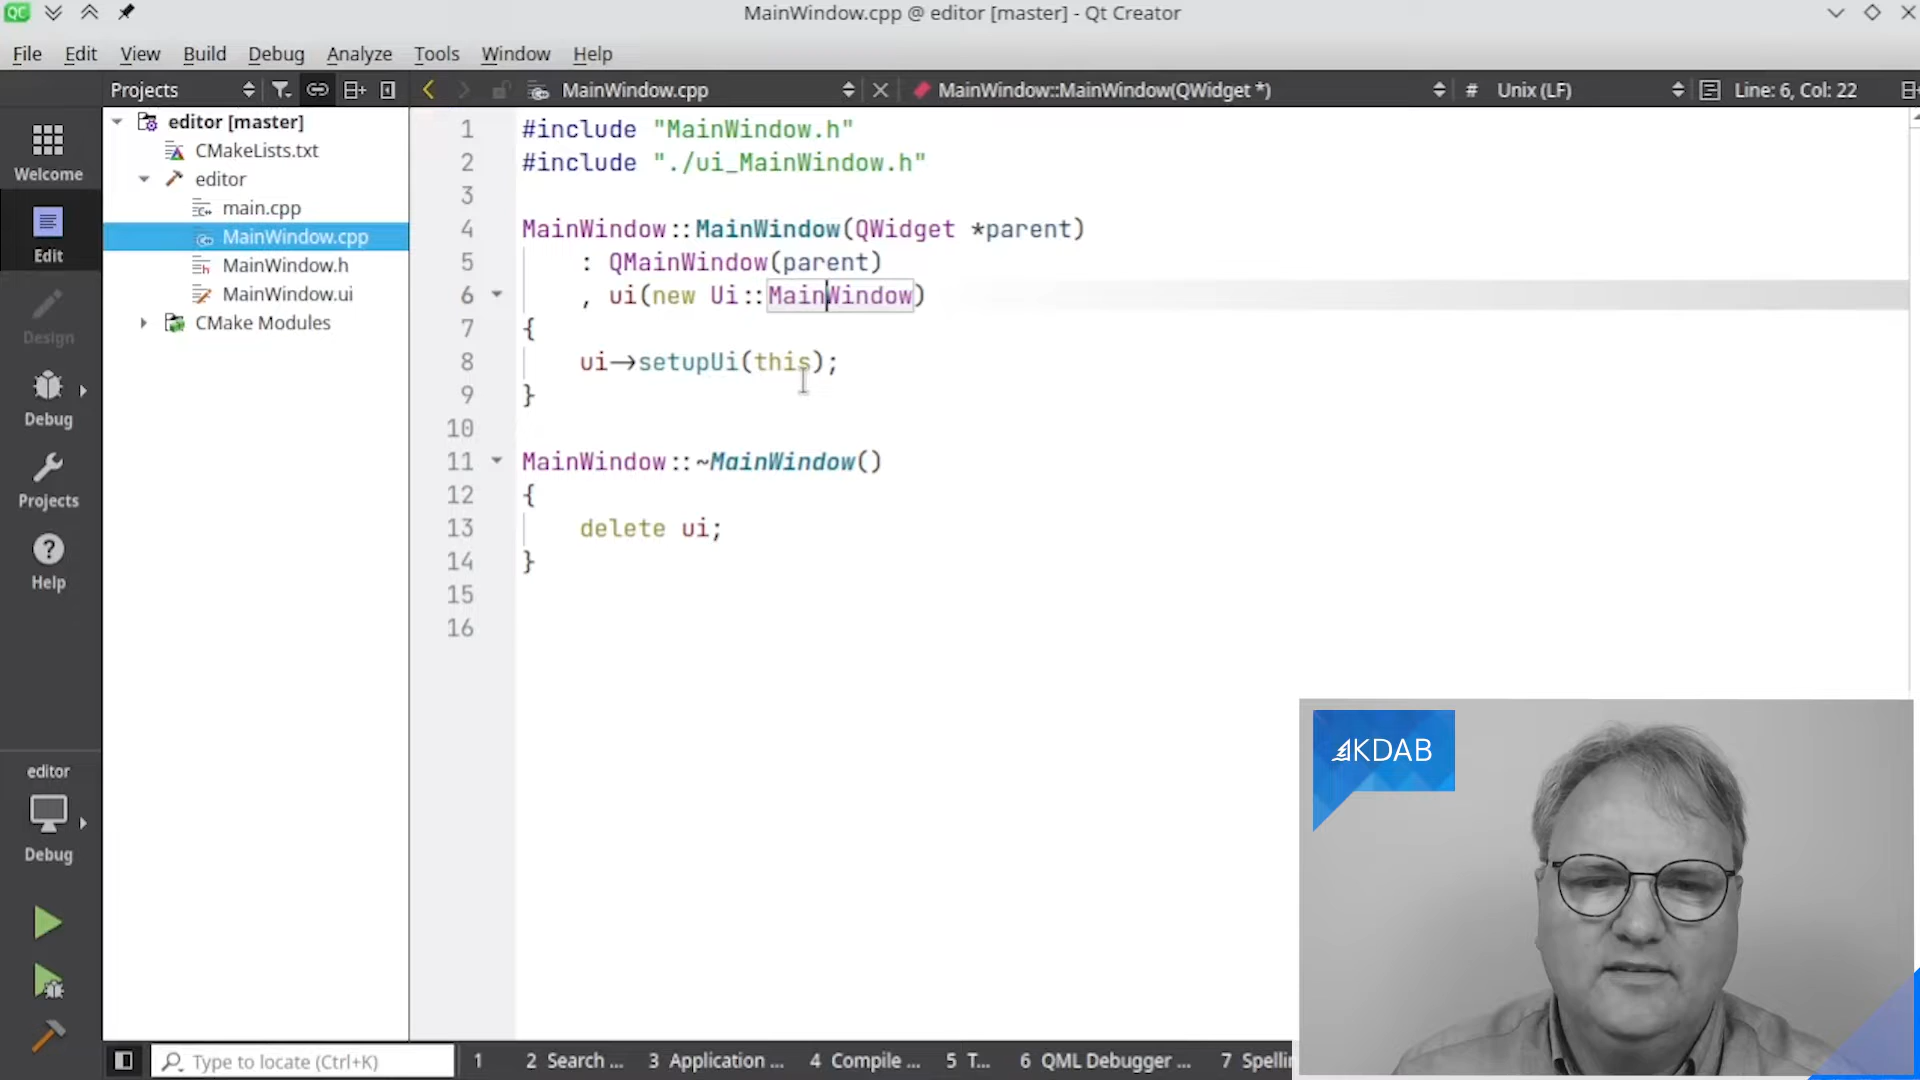 QC
MainWindow.cpp @ editor [master] - Qt Creator
File Edit View Build Debug Analyze Tools Window Help
Projects
MainWindow.cpp
MainWindow::MainWindow(QWidget *)
# Unix (LF)
Line: 6, Col: 22
Welcome
Edit
Design
Debug
Projects
Help
editor
Debug
editor [master]
CMakeLists.txt
editor
main.cpp
MainWindow.cpp
MainWindow.h
MainWindow.ui
CMake Modules
1 #include "MainWindow.h"
2 #include "./ui_MainWindow.h"
3
4 MainWindow::MainWindow(QWidget *parent)
5 : QMainWindow(parent)
6 , ui(new Ui::MainWindow)
7 {
8 ui->setupUi(this);
9 }
10
11 MainWindow::~MainWindow()
12 {
13 delete ui;
14 }
15
16
KDAB
Type to locate (Ctrl+K)
1 2 Search ... 3 Application ... 4 Compile ... 5 T... 6 QML Debugger ... 7 Spelli